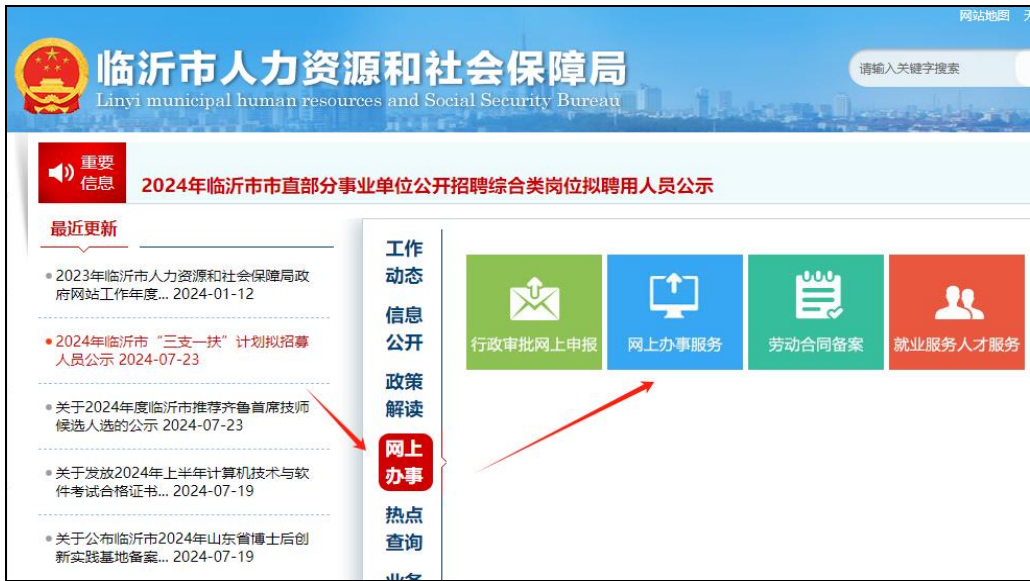 网站地图
临沂市人力资源和社会保障局
Linyi municipal human resources and Social Security Bureau
请输入关键字搜索
重要
信息
2024年临沂市市直部分事业单位公开招聘综合类岗位拟聘用人员公示
最近更新
2023年临沂市人力资源和社会保障局政
府网站工作年度... 2024-01-12
2024年临沂市“三支一扶”计划拟招募
人员公示 2024-07-23
关于2024年度临沂市推荐齐鲁首席技师
候选人选的公示 2024-07-23
关于发放2024年上半年计算机技术与软
件考试合格证书... 2024-07-19
关于公布临沂市2024年山东省博士后创
新实践基地备案... 2024-07-19
工作
动态
信息
公开
政策
解读
网上
办事
热点
查询
行政审批网上申报
网上办事服务
劳动合同备案
就业服务人才服务